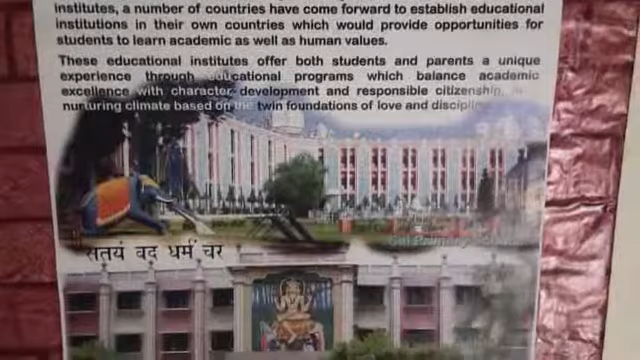 institutes, a number of countries have come forward to establish educational
institutions in their own countries which would provide opportunities for
students to learn academic as well as human values.
These educational institutes offer both students and parents a unique
experience through educational programs which balance academic
excellence with character development and responsible citizenship,
nurturing climate based on the twin foundations of love and discipline
सत्यं वद धर्मं चर